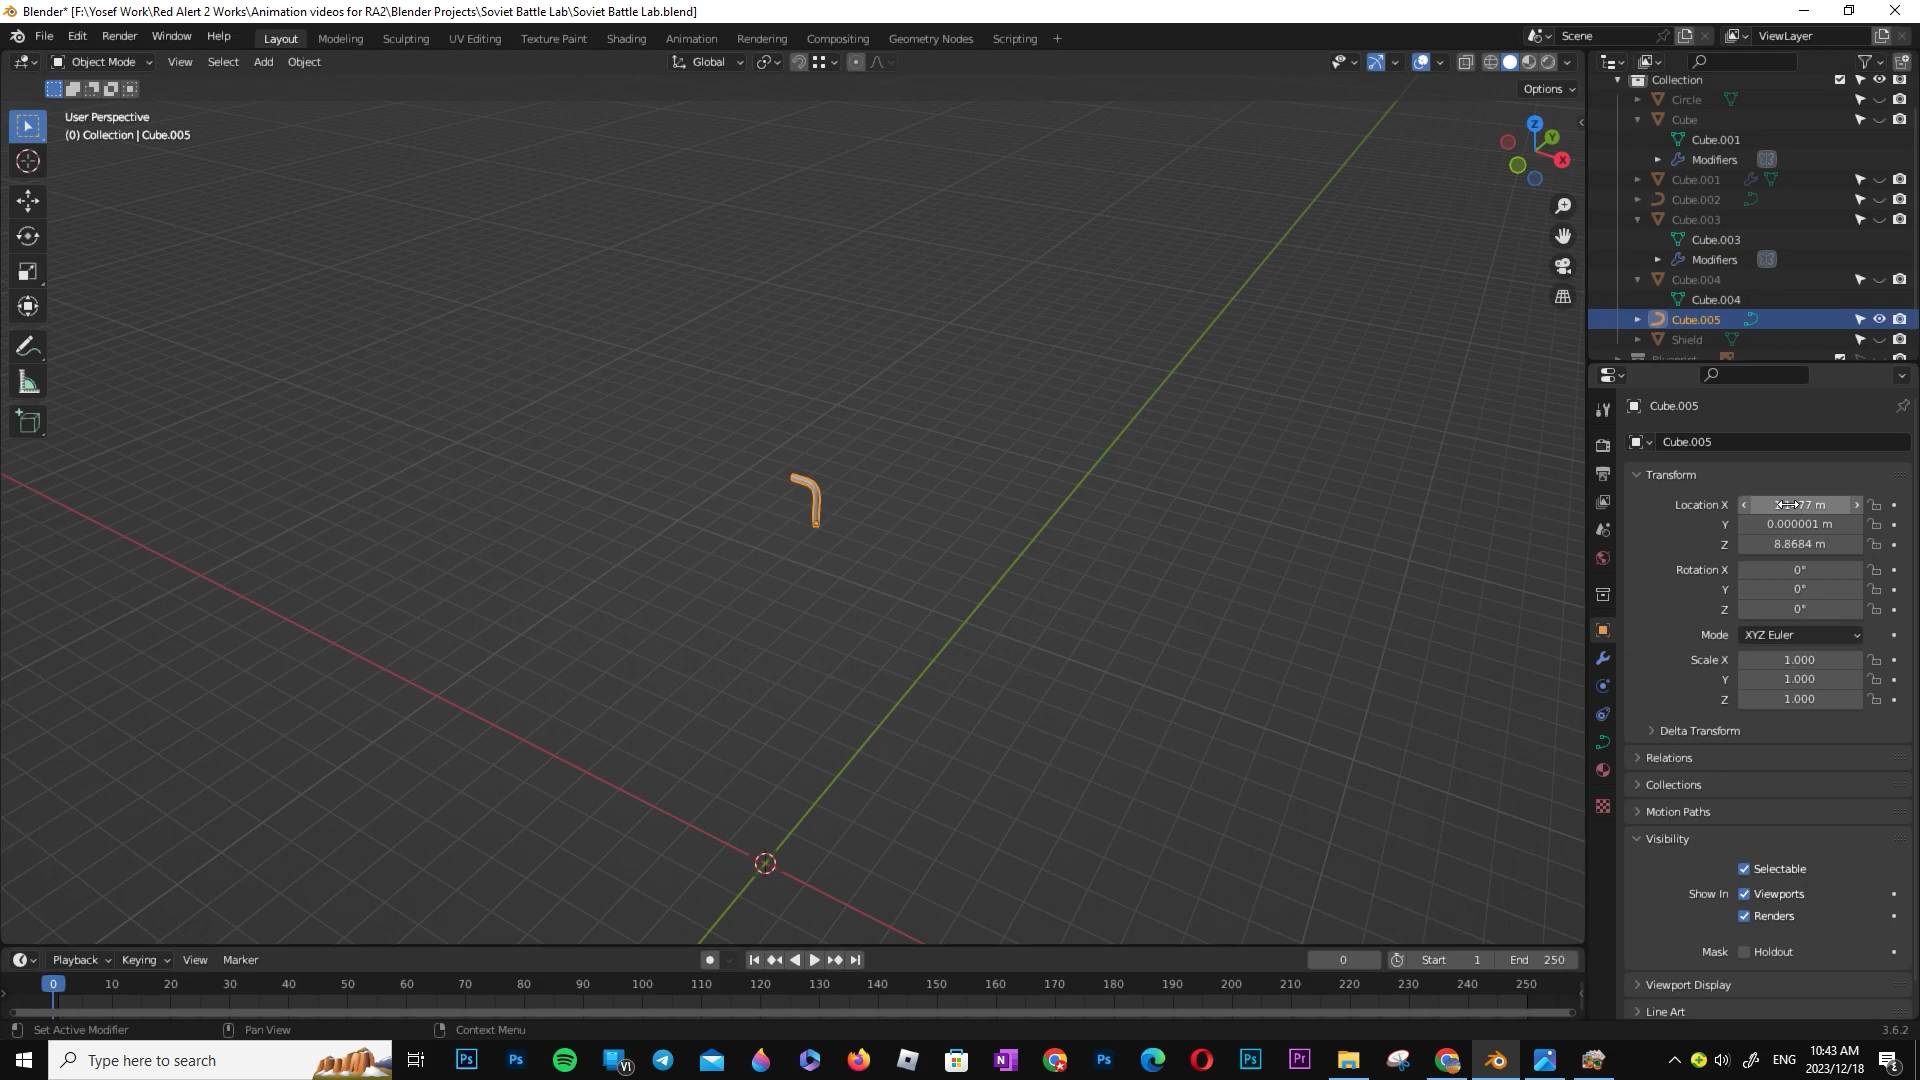 Blender* [F:\Yosef Work\Red Alert 2 Works\Animation videos for RA2\Blender Projects\Soviet Battle Lab\Soviet Battle Lab.blend]
File Edit Render Window Help Layout Modeling Sculpting UV Editing Texture Paint Shading Animation Rendering Compositing Geometry Nodes Scripting + Scene ViewLayer
Object Mode View Select Add Object Global
Options
User Perspective
(0) Collection | Cube.005
Z
Y
X
Collection
Circle
Cube
Cube.001
Modifiers
Cube.001
Cube.002
Cube.003
Cube.003
Modifiers
Cube.004
Cube.004
Cube.005
Shield
Blueprint
Cube.005
Cube.005
Transform
Location X
Y 0.000001 m
Z 8.8684 m
Rotation X 0°
Y 0°
Z 0°
Mode XYZ Euler
Scale X 1.000
Y 1.000
Z 1.000
Delta Transform
Relations
Collections
Motion Paths
Visibility
Selectable
Show In Viewports
Renders
Mask Holdout
Viewport Display
Line Art
Playback Keying View Marker 0 Start 1 End 250
0 10 20 30 40 50 60 70 80 90 100 110 120 130 140 150 160 170 180 190 200 210 220 230 240 250
Set Active Modifier Pan View Context Menu 3.6.2
Type here to search Ps Ps VI N Ps Ps Pr ENG 10:43 AM
2023/12/18